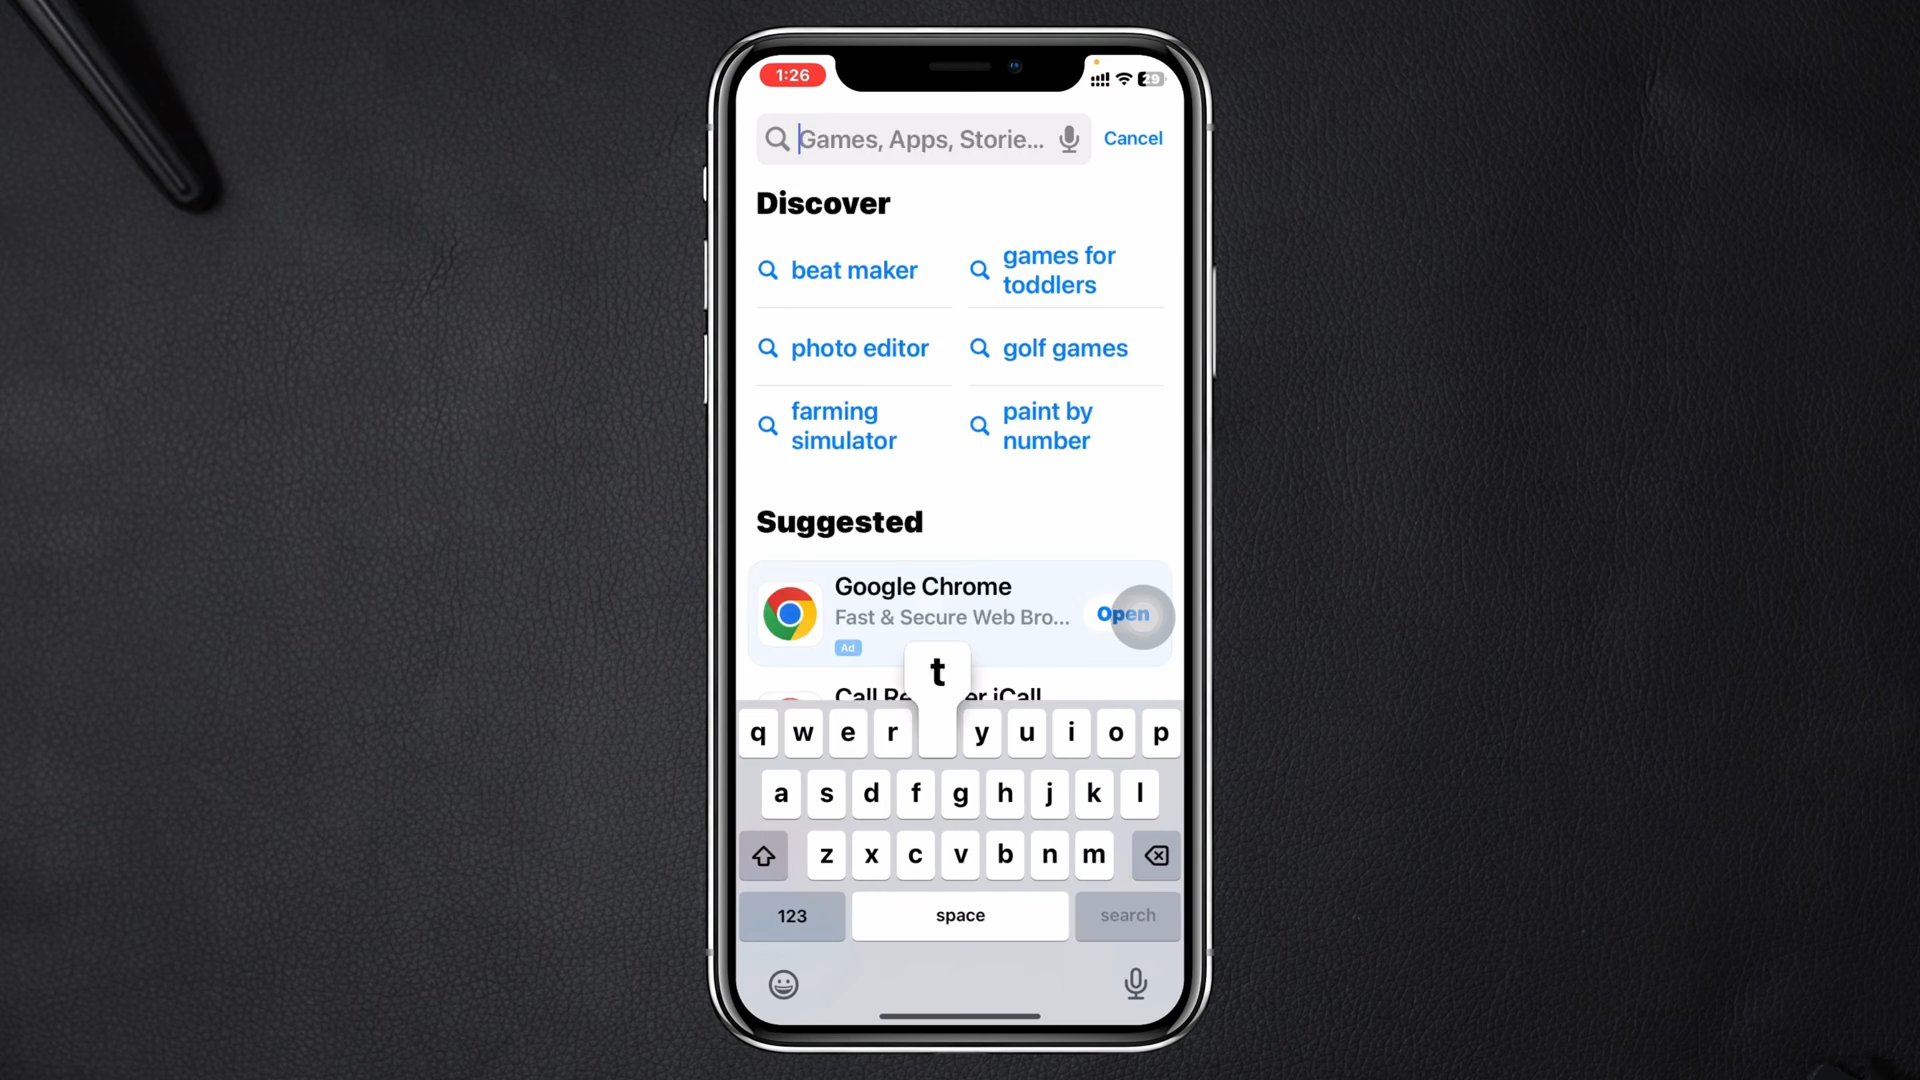 1:26
29
Games, Apps, Storie...
Cancel
Discover
beat maker
games for
toddlers
photo editor
golf games
farming
simulator
paint by
number
Suggested
Google Chrome
Fast & Secure Web Bro...
Open
Ad
t
q w e r y u i o p
a s d f g h j k l
z x c v b n m
123
space
search